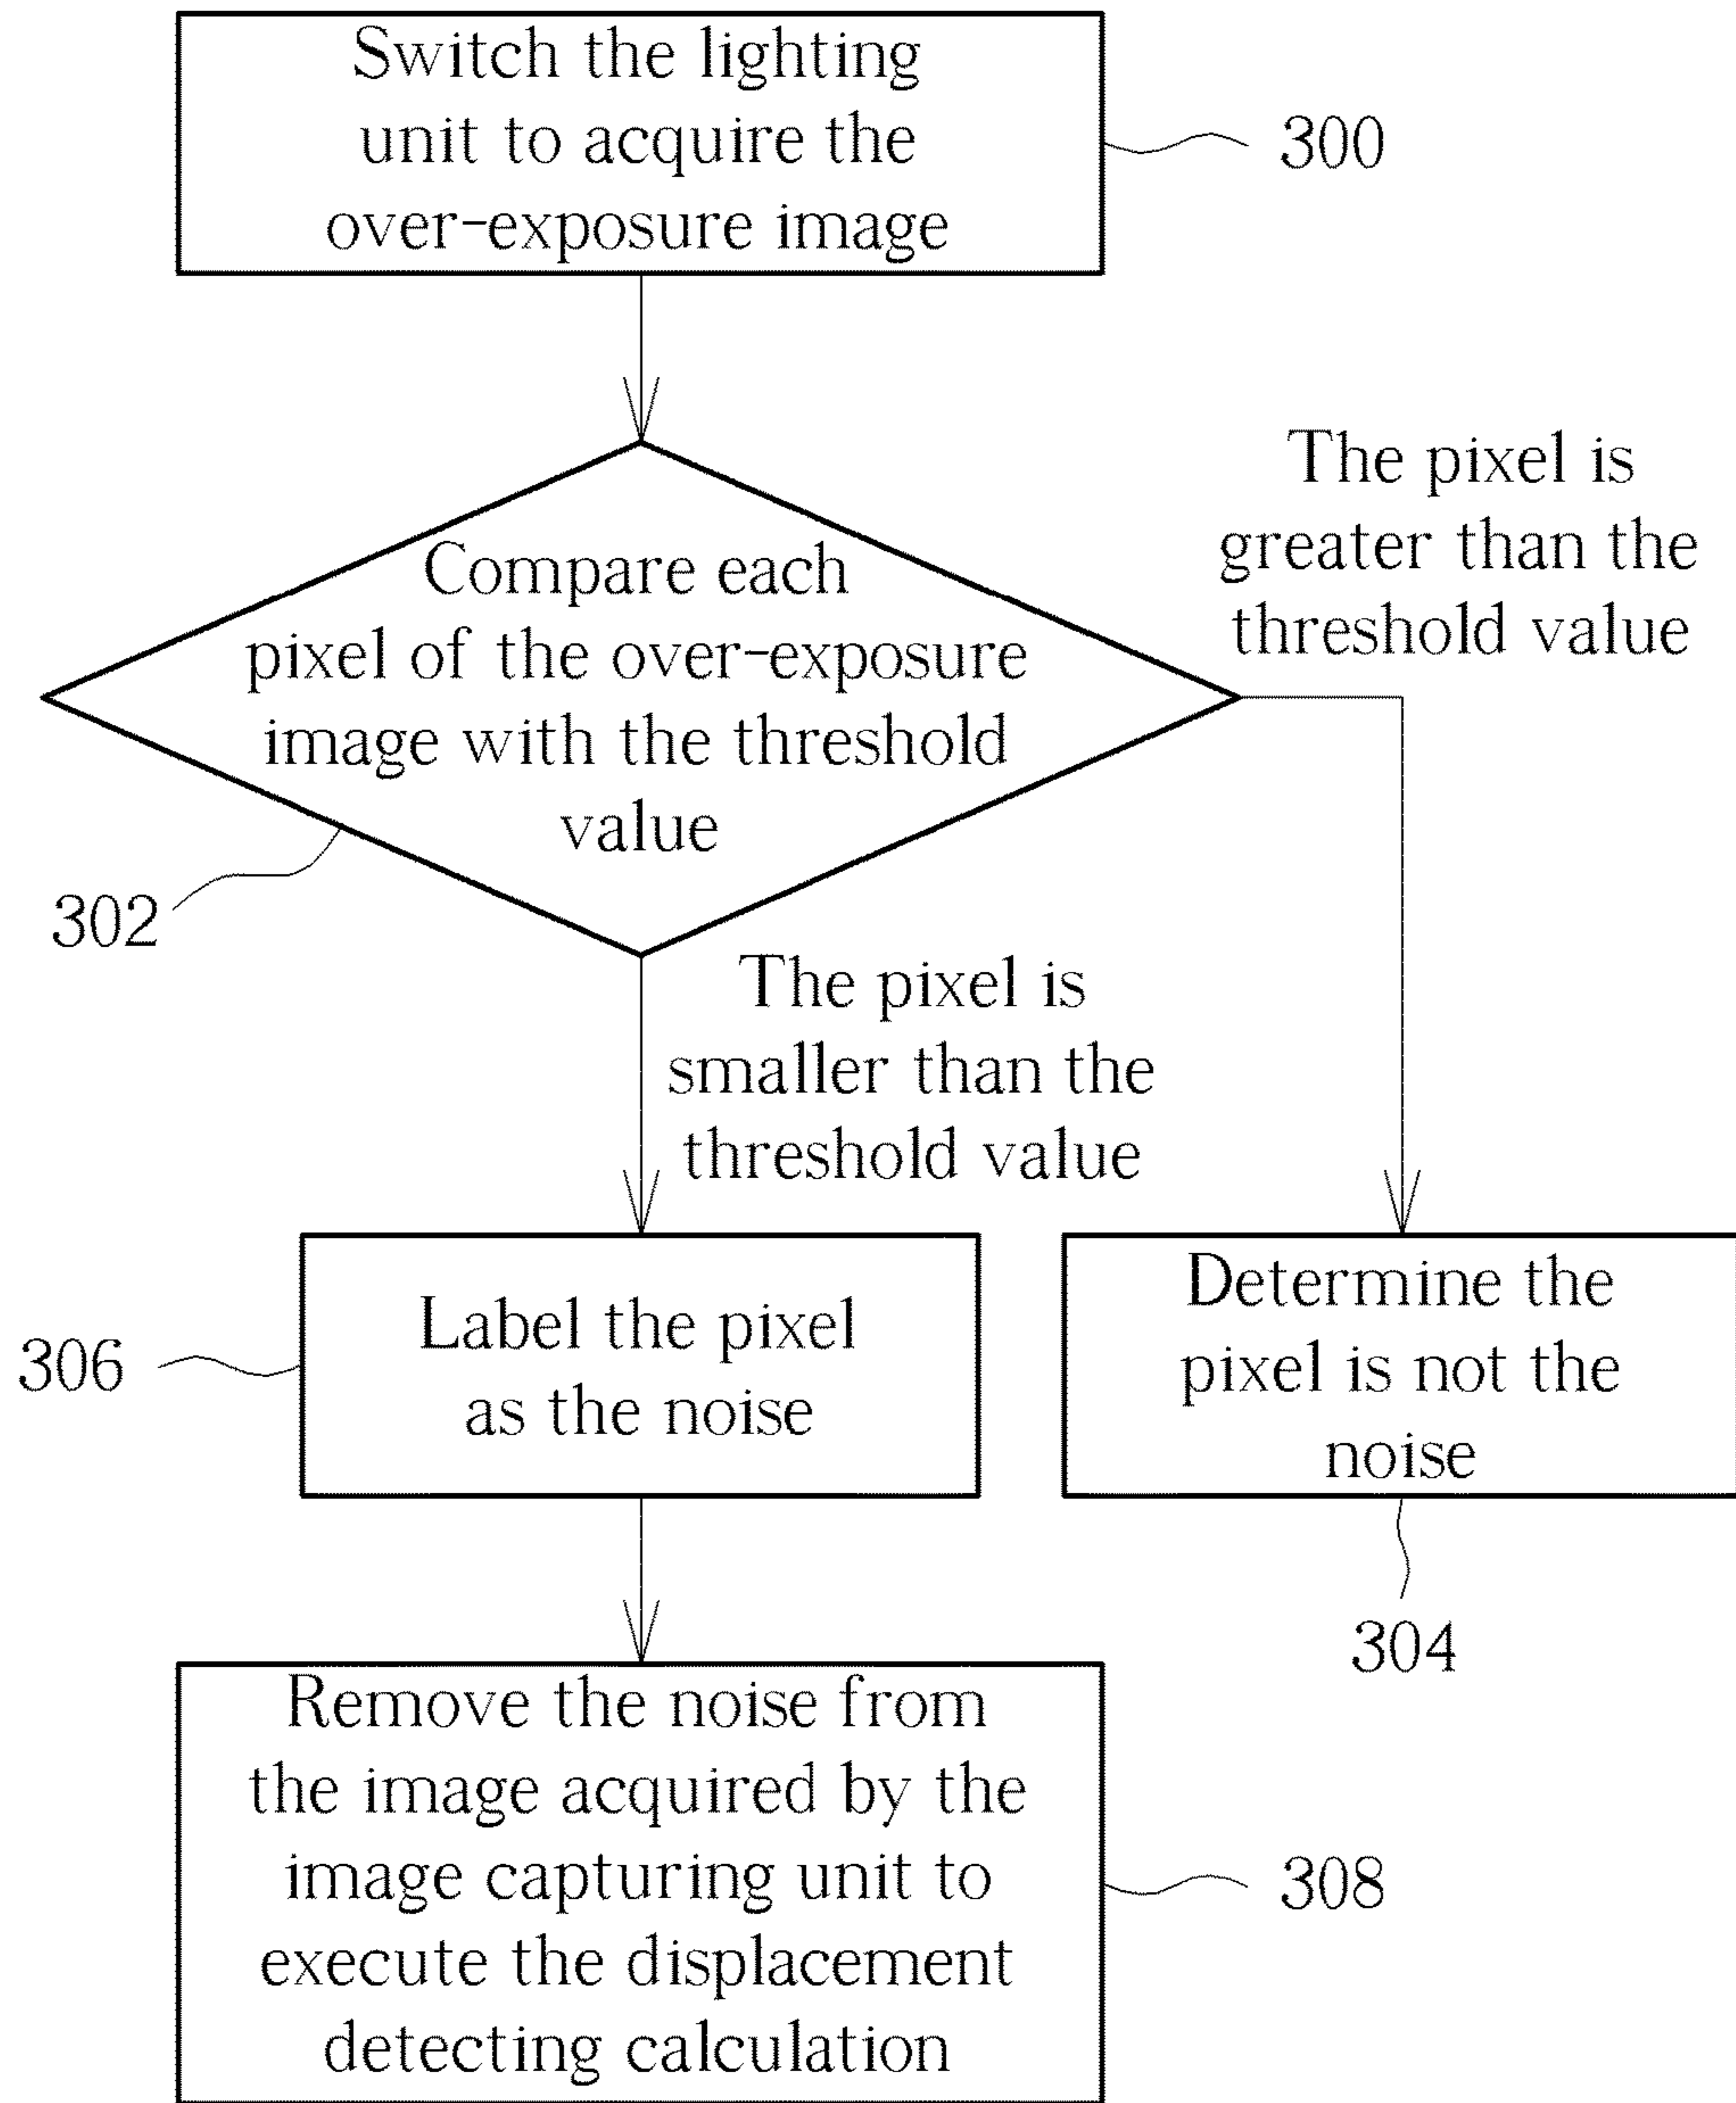 Switch the lighting
unit to acquire the
over-exposure image
300
The pixel is
greater than the
threshold value
Compare each
pixel of the over-exposure
image with the threshold
value
302
The pixel is
smaller than the
threshold value
Label the pixel
as the noise
306
Determine the
pixel is not the
noise
304
Remove the noise from
the image acquired by the
image capturing unit to
execute the displacement
detecting calculation
308